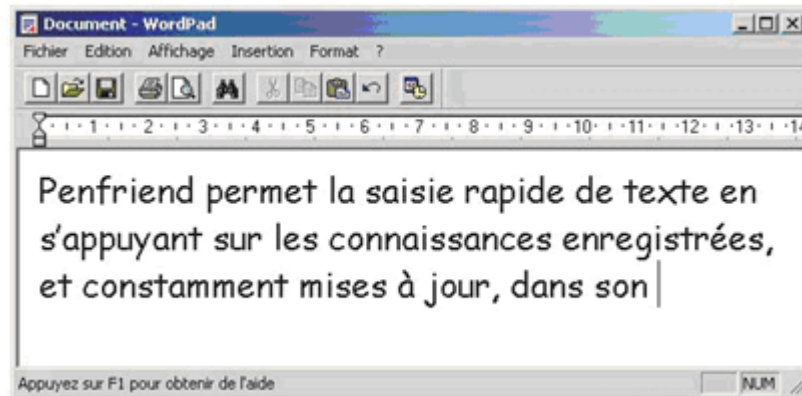 Document - WordPad
Fichier Edition Affichage Insertion Format ?
1 2 3 4 5 6 7 8 9 10 11 12 13 14
Penfriend permet la saisie rapide de texte en
s'appuyant sur les connaissances enregistrées,
et constamment mises à jour, dans son
Appuyez sur F1 pour obtenir de l'aide NUM